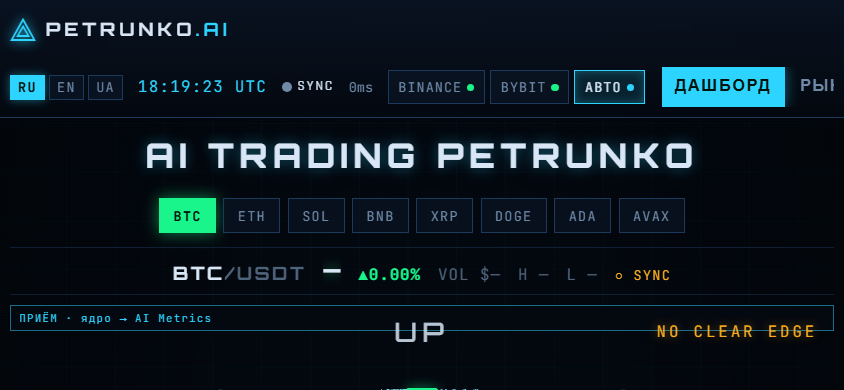 PETRUNKO.AI
RU EN UA 18:19:23 UTC SYNC 0ms BINANCE BYBIT АВТО ДАШБОРД
AI TRADING PETRUNKO
BTC ETH SOL BNB XRP DOGE ADA AVAX
BTC/USDT — ▲0.00% VOL $— H — L — SYNC
ПРИЁМ · ядро → AI Metrics
UP
NO CLEAR EDGE